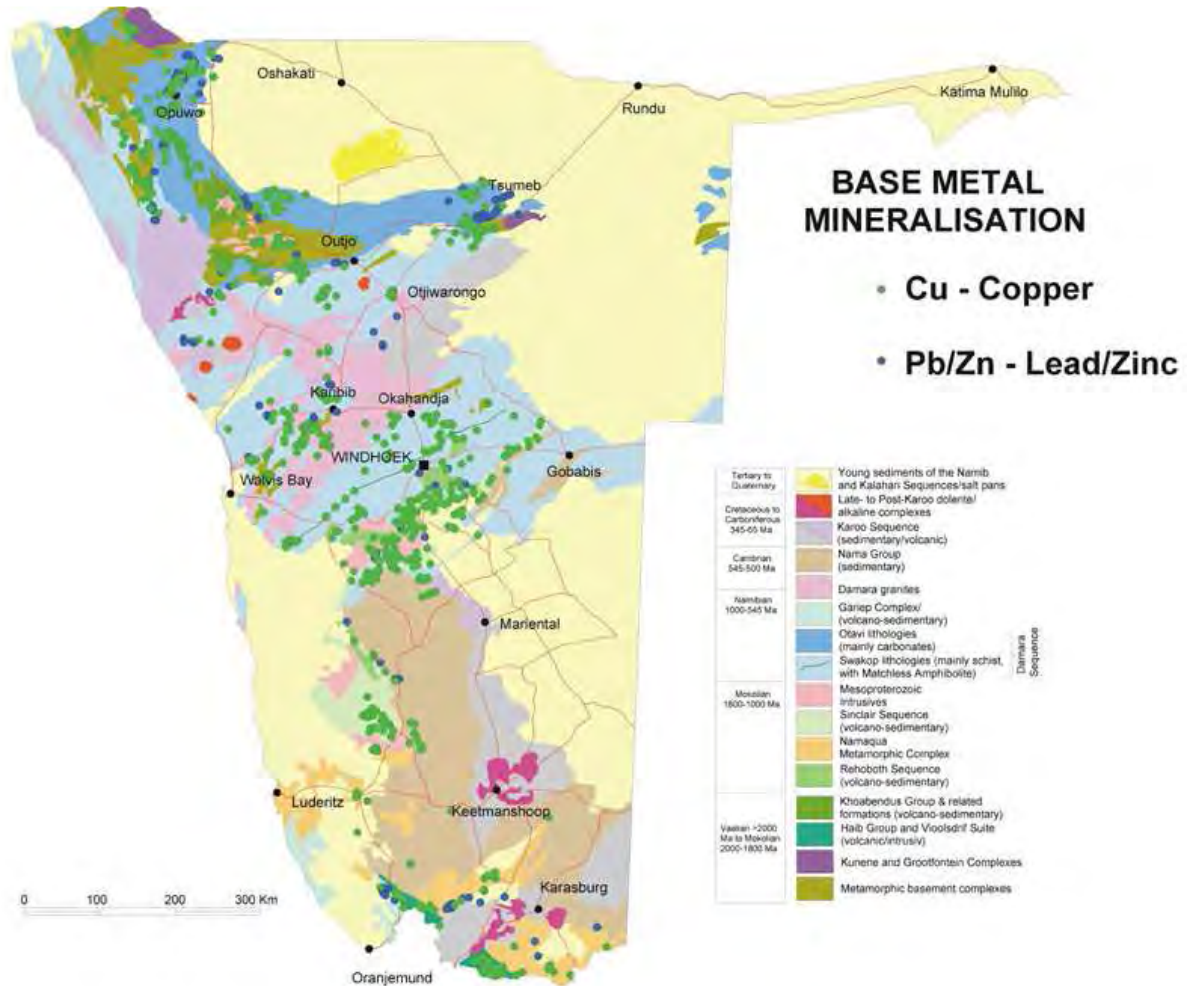 Oshakati
Rundu
Katima Mulilo
Opuwo
Tsumeb
Outjo
Otjiwarongo
Karibib
Okahandja
WINDHOEK
Gobabis
Walvis Bay
Mariental
Luderitz
Keetmanshoop
Karasburg
Oranjemund
0 100 200 300 Km
BASE METAL
MINERALISATION
Cu - Copper
Pb/Zn - Lead/Zinc
Tertiary to
Quaternary
Young sediments of the Namib
and Kalahari Sequences/salt pans
Cretaceous to
Carboniferous
345-65 Ma
Late- to Post-Karoo dolerite/
alkaline complexes
Karoo Sequence
(sedimentary/volcanic)
Cambrian
545-500 Ma
Nama Group
(sedimentary)
Namibian
1000-545 Ma
Damara granites
Gariep Complex/
(volcano-sedimentary)
Otavi lithologies
(mainly carbonates)
Swakop lithologies (mainly schist,
with Matchless Amphibolite)
Damara
Sequence
Mokolian
1800-1000 Ma
Mesoproterozoic
Intrusives
Sinclair Sequence
(volcano-sedimentary)
Namaqua
Metamorphic Complex
Rehoboth Sequence
(volcano-sedimentary)
Vaalian >2000
Ma to Mokolian
2000-1800 Ma
Khoabendus Group & related
formations (volcano-sedimentary)
Haib Group and Vioolsdrif Suite
(volcanic/intrusiv)
Kunene and Grootfontein Complexes
Metamorphic basement complexes